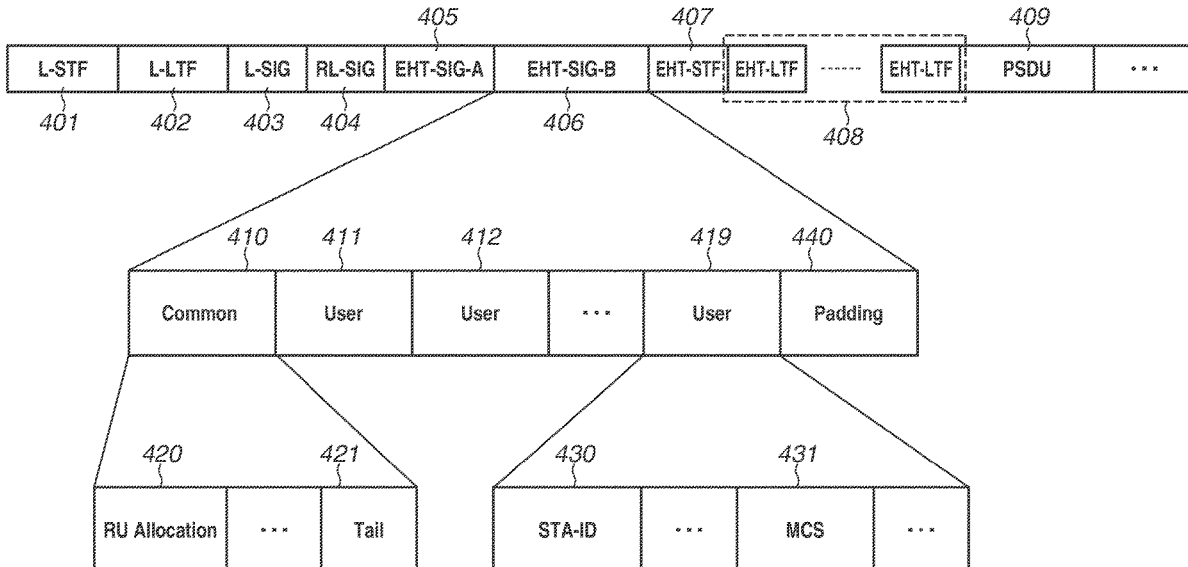 405 407 409
L-STF L-LTF L-SIG RL-SIG EHT-SIG-A EHT-SIG-B EHT-STF EHT-LTF ------ EHT-LTF PSDU ...
401 402 403 404 406 408
410 411 412 419 440
Common User User ... User Padding
420 421 430 431
RU Allocation ... Tail STA-ID ... MCS ...